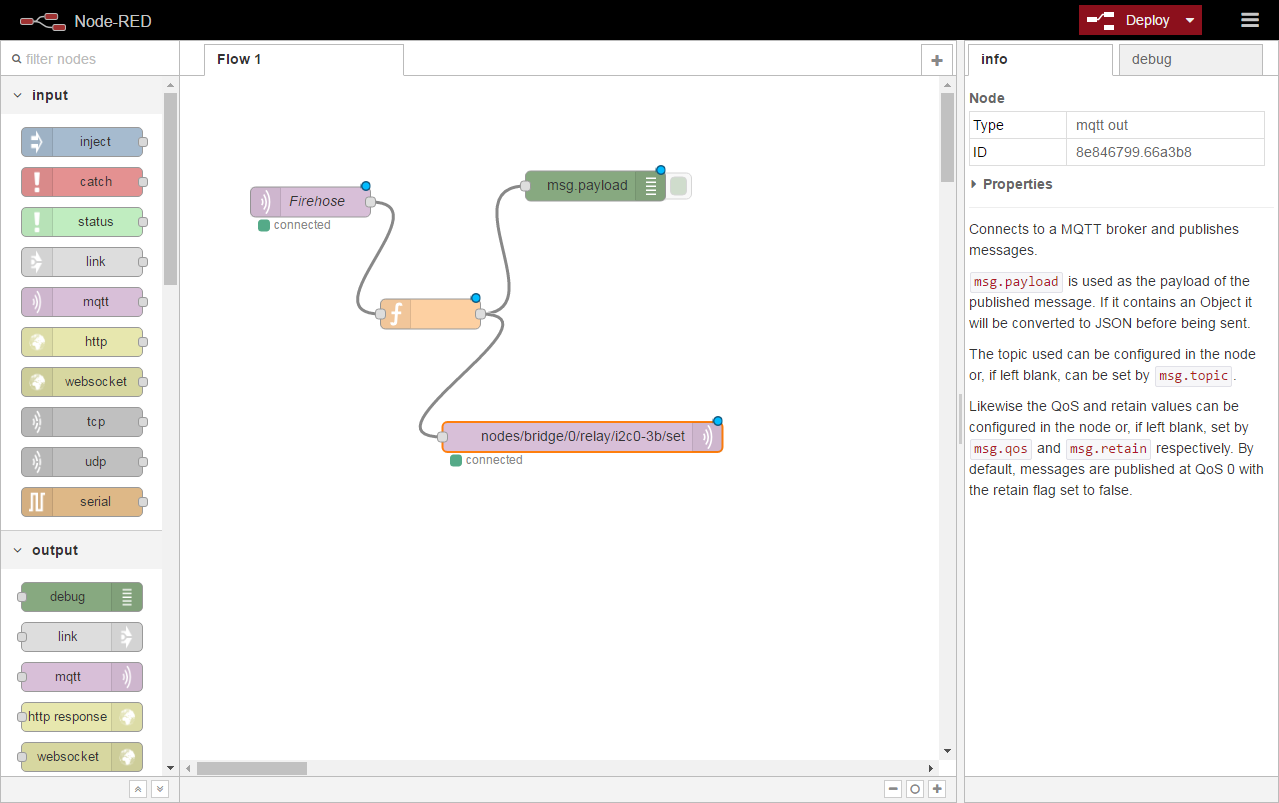 Node-RED
Deploy
filter nodes
input
inject
catch
status
link
mqtt
http
websocket
tcp
udp
serial
output
debug
link
mqtt
http response
websocket
Flow 1
Firehose
connected
msg.payload
nodes/bridge/0/relay/i2c0-3b/set
connected
info
debug
Node
Type mqtt out
ID 8e846799.66a3b8
Properties
Connects to a MQTT broker and publishes
messages.
msg.payload is used as the payload of the
published message. If it contains an Object it
will be converted to JSON before being sent.
The topic used can be configured in the node
or, if left blank, can be set by msg.topic.
Likewise the QoS and retain values can be
configured in the node or, if left blank, set by
msg.qos and msg.retain respectively. By
default, messages are published at QoS 0 with
the retain flag set to false.